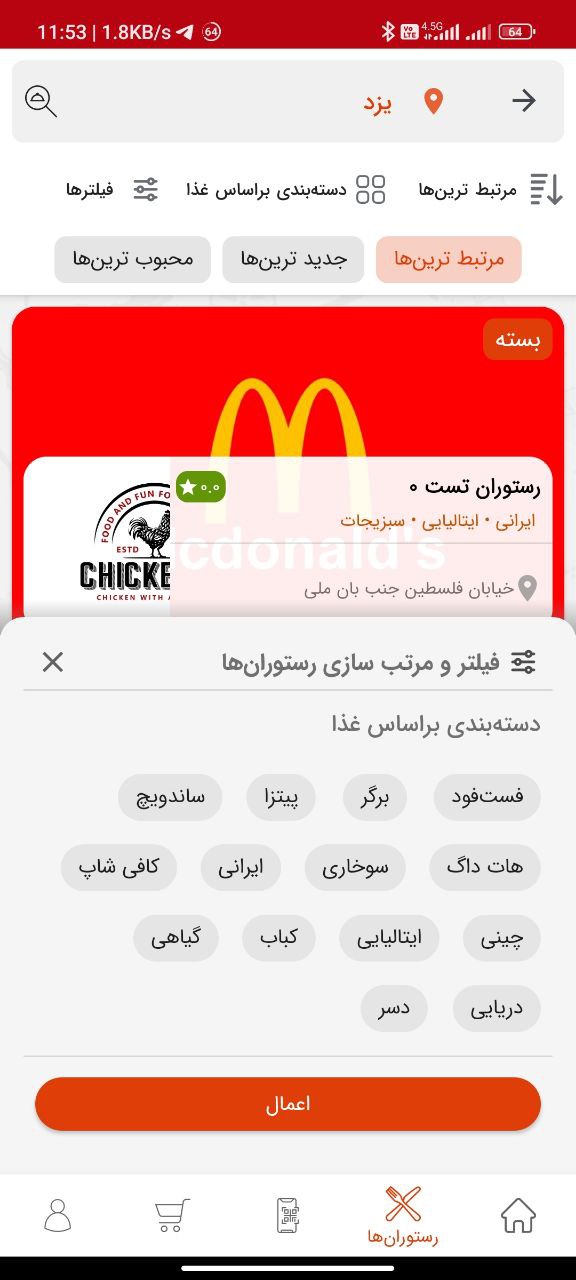 11:53 | 1.8KB/s 64 Vo LTE 4.5G 64
یزد
مرتبط ترین‌ها دسته‌بندی براساس غذا فیلترها
مرتبط ترین‌ها جدید ترین‌ها محبوب ترین‌ها
بسته
رستوران تست ۰ ۰.۰
ایرانی • ایتالیایی • سبزیجات
cdonald's
خیابان فلسطین جنب بان ملی
FOOD AND FUN FO
ESTD
CHICKE
CHICKEN WITH A
فیلتر و مرتب سازی رستوران‌ها
دسته‌بندی براساس غذا
فست‌فود برگر پیتزا ساندویچ
هات داگ سوخاری ایرانی کافی شاپ
چینی ایتالیایی کباب گیاهی
دریایی دسر
اعمال
رستوران‌ها